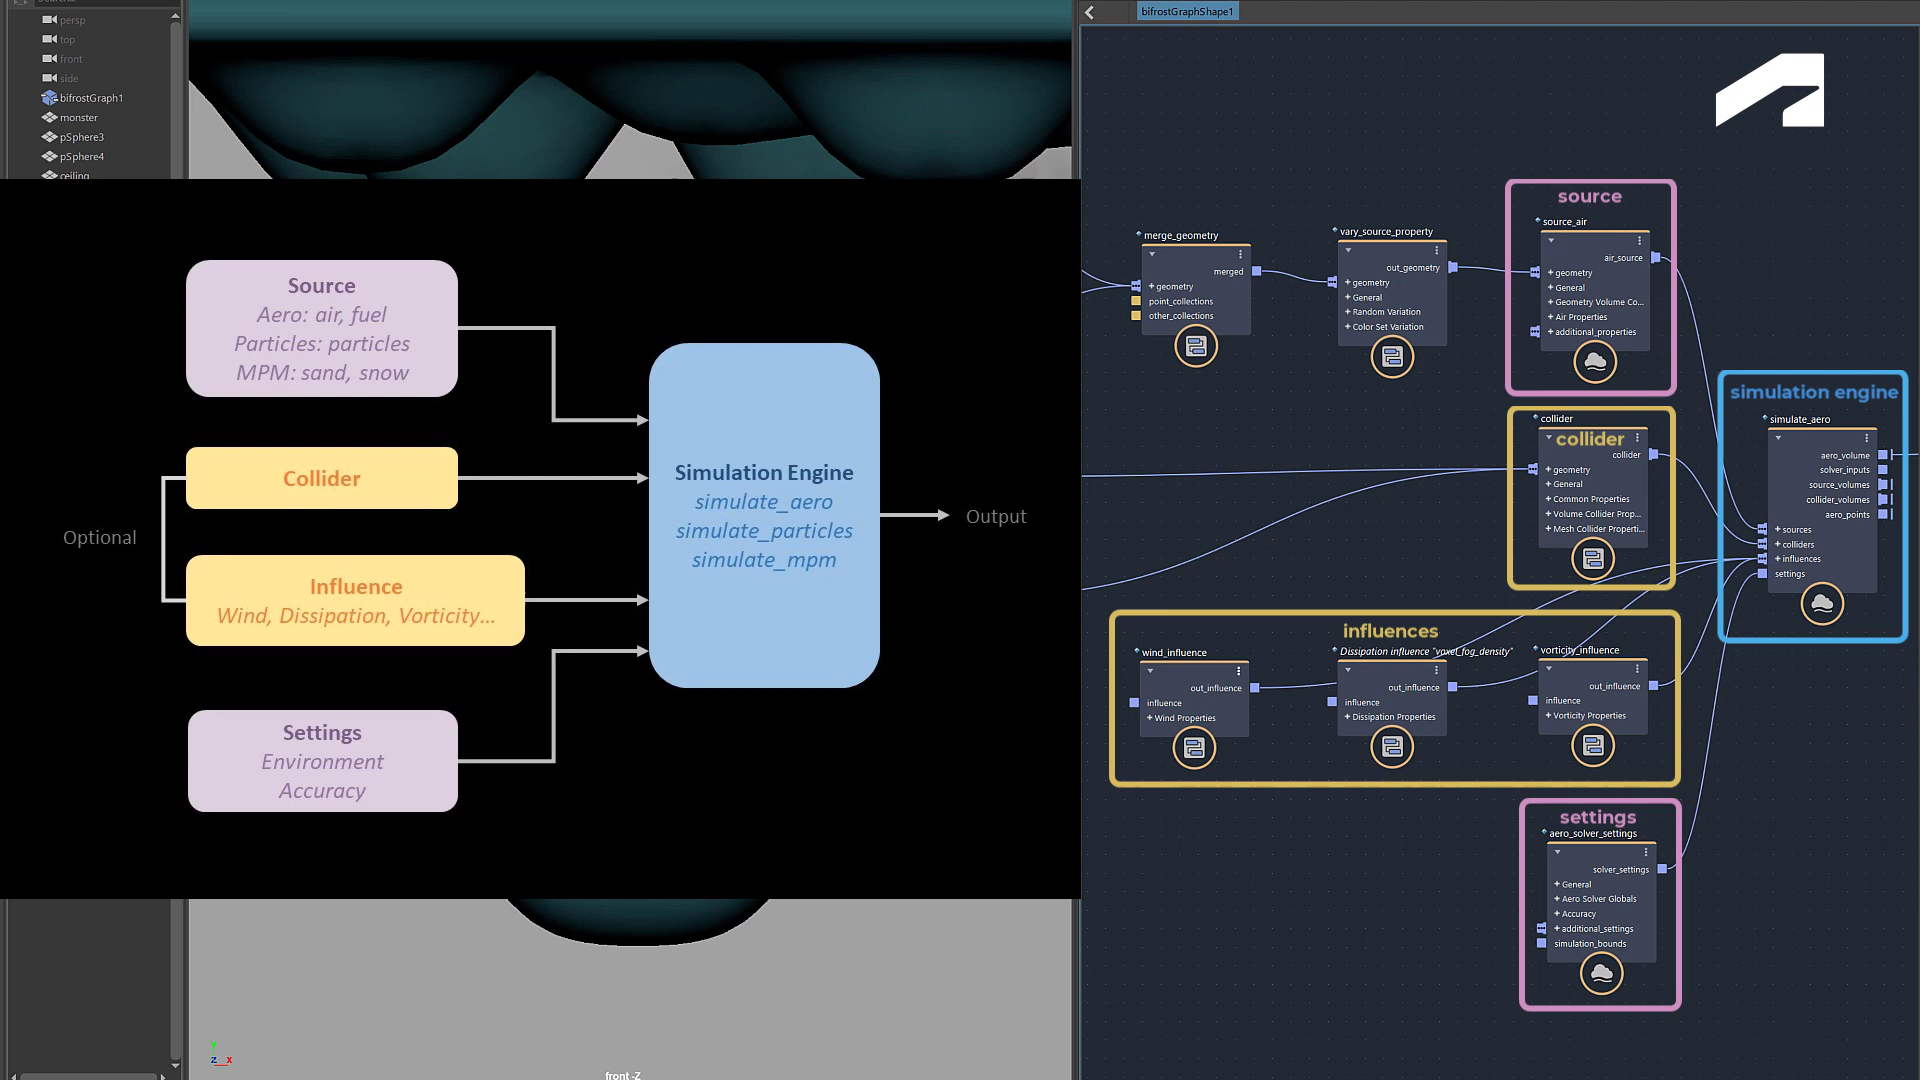 Search...
persp
top
front
side
bifrostGraph1
monster
pSphere3
pSphere4
ceiling
Source
Aero: air, fuel
Particles: particles
MPM: sand, snow
Collider
Optional
Influence
Wind, Dissipation, Vorticity...
Settings
Environment
Accuracy
Simulation Engine
simulate_aero
simulate_particles
simulate_mpm
Output
y
z x
front -Z
bifrostGraphShape1
merge_geometry
merged
+ geometry
point_collections
other_collections
vary_source_property
out_geometry
+ geometry
+ General
+ Random Variation
+ Color Set Variation
source
source_air
air_source
+ geometry
+ General
+ Geometry Volume Co...
+ Air Properties
+ additional_properties
collider
collider
collider
+ geometry
+ General
+ Common Properties
+ Volume Collider Prop...
+ Mesh Collider Properti...
simulation engine
simulate_aero
aero_volume
solver_inputs
source_volumes
collider_volumes
aero_points
+ sources
+ colliders
+ influences
settings
influences
wind_influence
out_influence
influence
+ Wind Properties
Dissipation influence "voxel_fog_density"
out_influence
influence
+ Dissipation Properties
vorticity_influence
out_influence
influence
+ Vorticity Properties
settings
aero_solver_settings
solver_settings
+ General
+ Aero Solver Globals
+ Accuracy
+ additional_settings
simulation_bounds